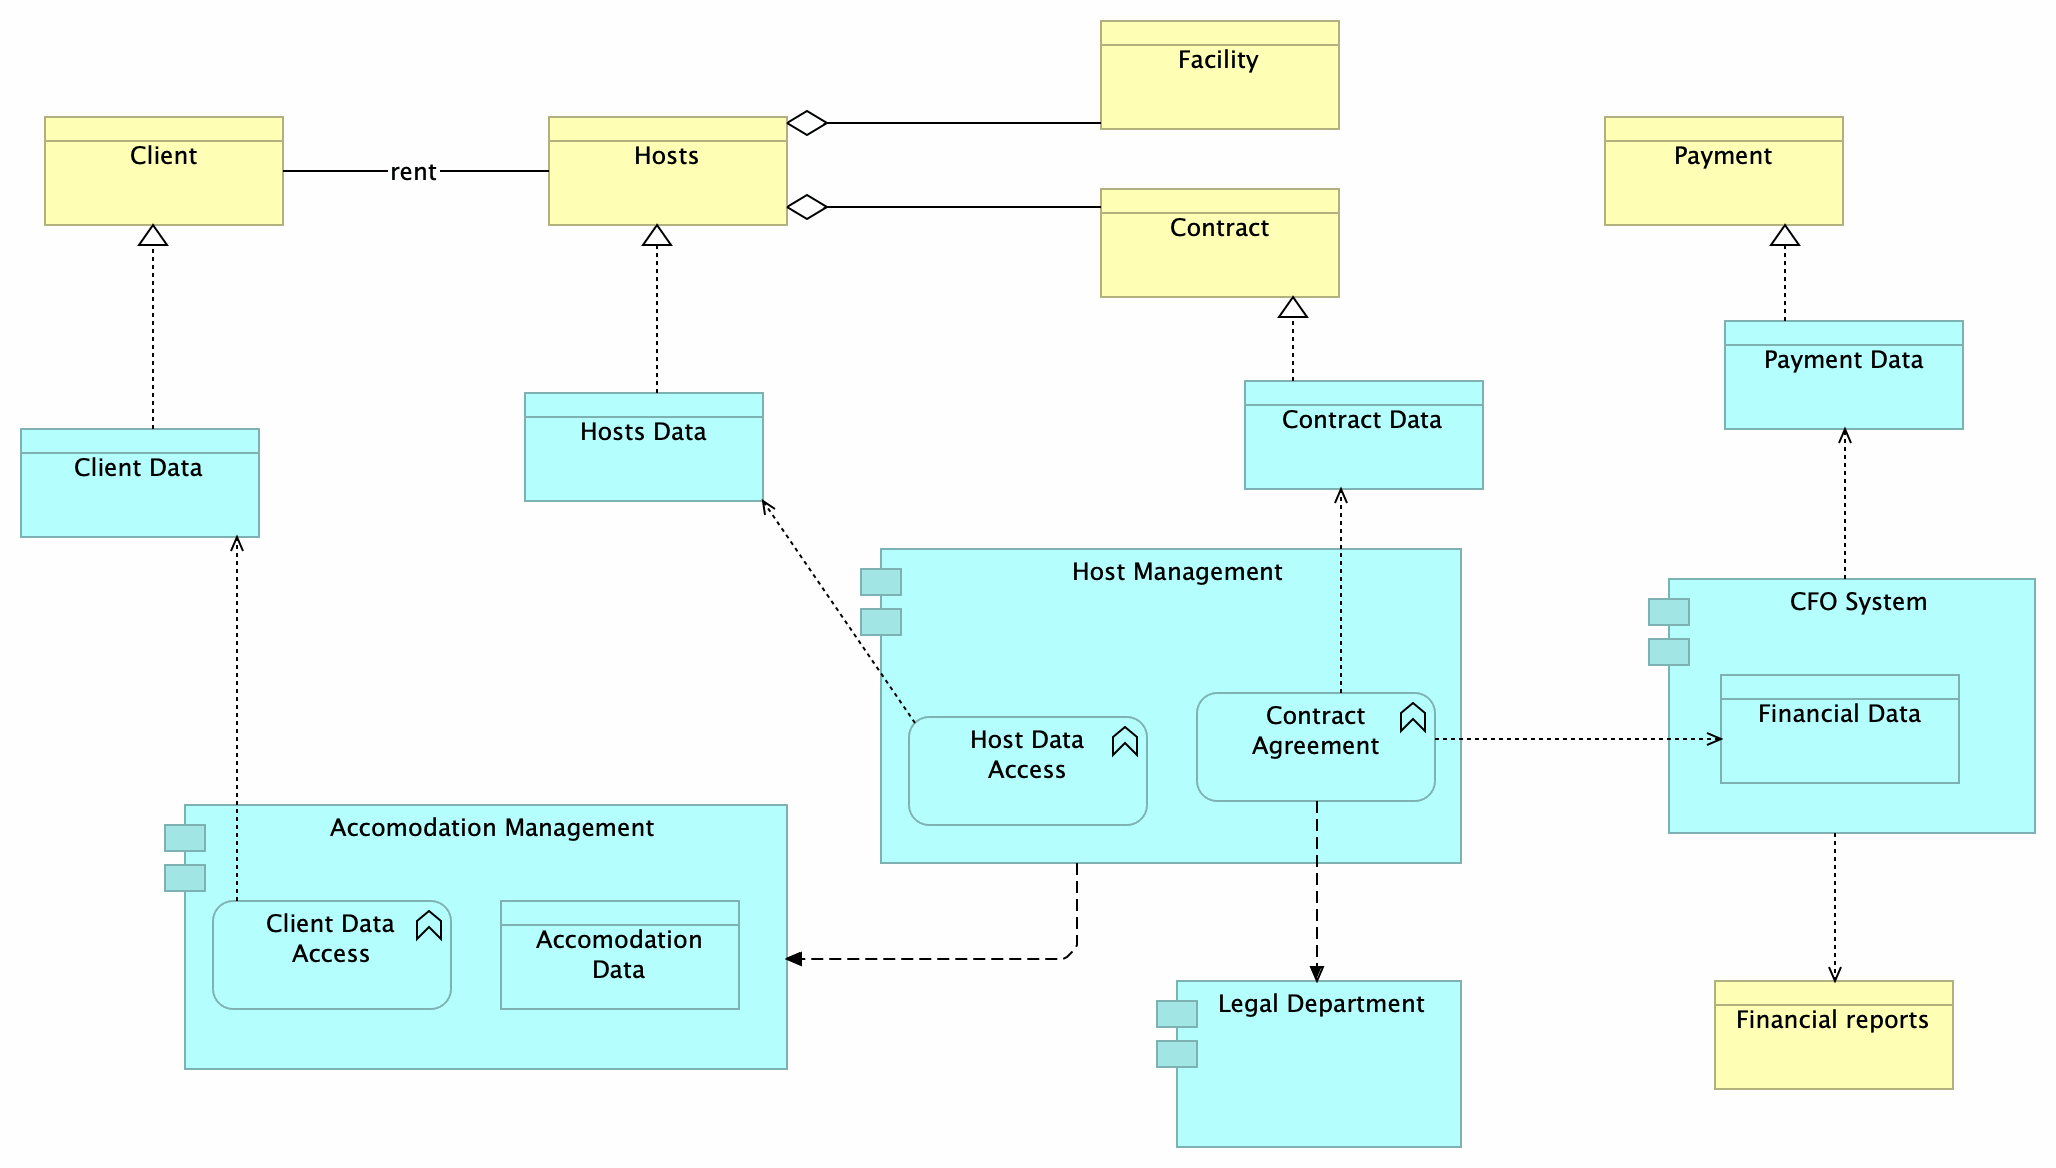 Facility
Client
rent
Hosts
Payment
Contract
Payment Data
Contract Data
Hosts Data
Client Data
Host Management
CFO System
Financial Data
Contract
Agreement
Host Data
Access
Accomodation Management
Client Data
Access
Accomodation
Data
Legal Department
Financial reports